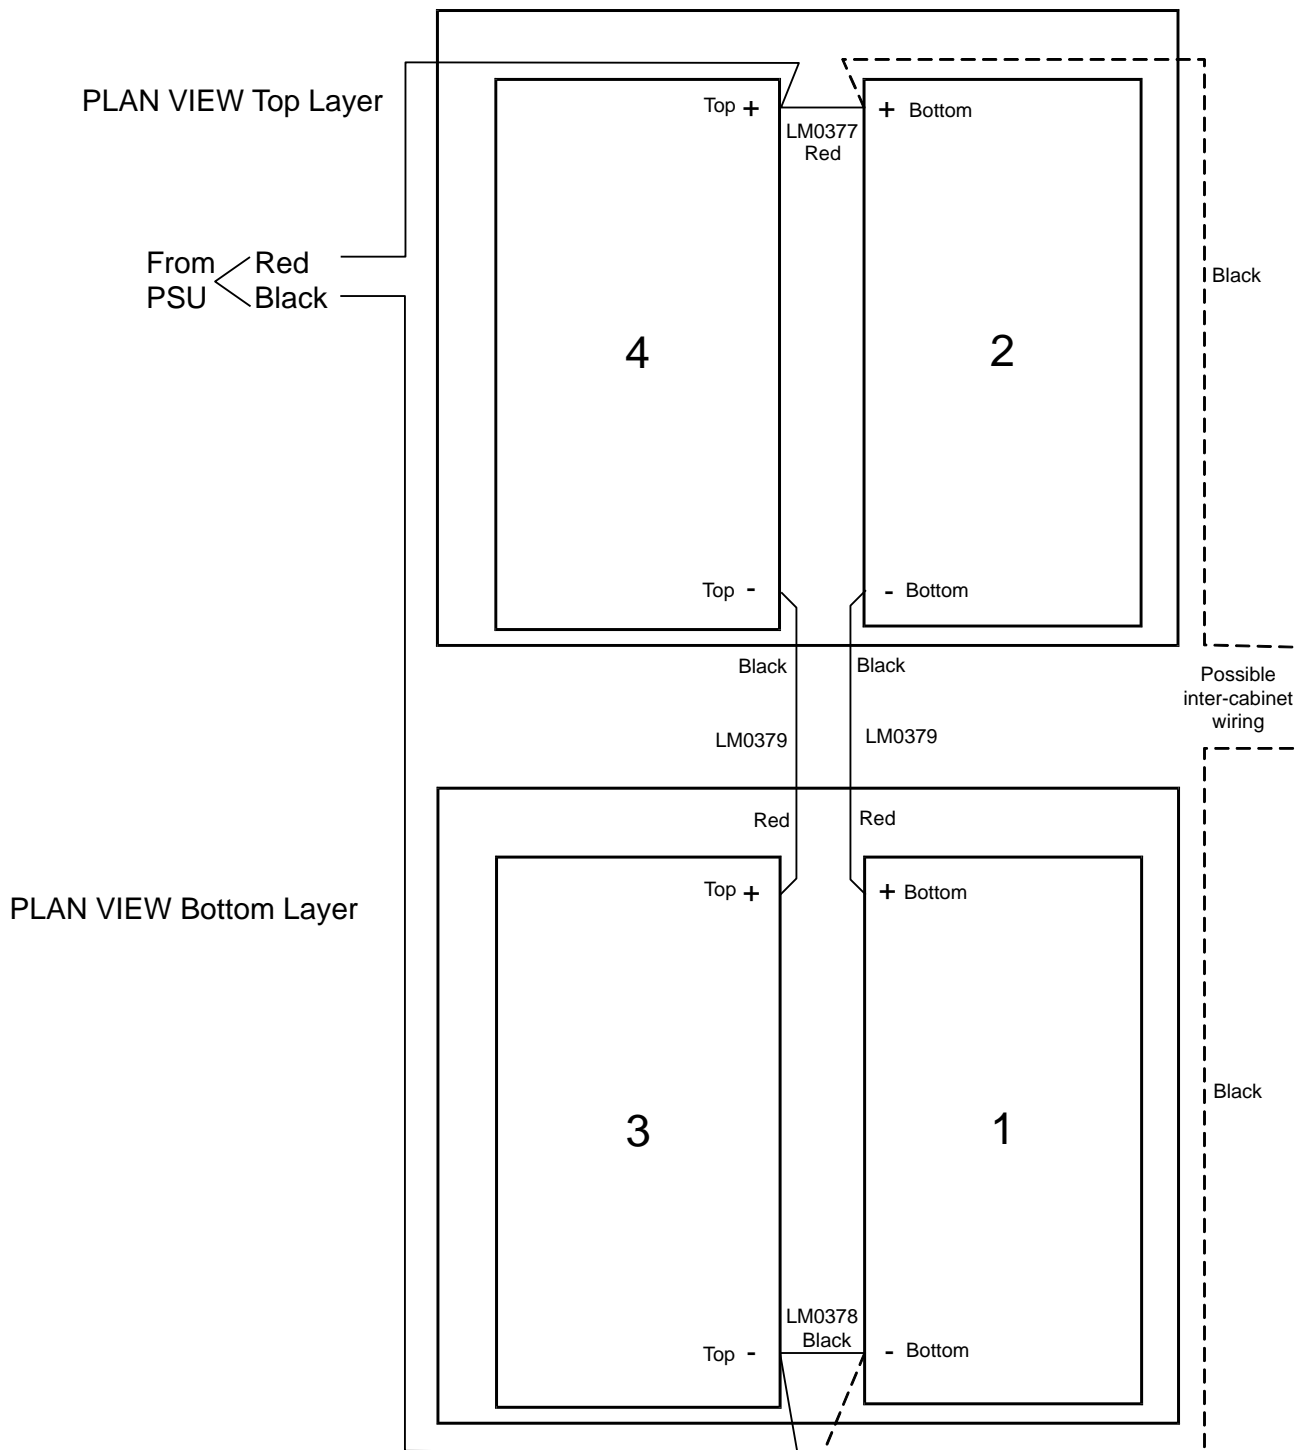 PLAN VIEW Top Layer
Top +
+ Bottom
LM0377
Red
From Red
PSU Black
Black
4
2
Top -
- Bottom
Black
Black
Possible
inter-cabinet
wiring
LM0379
LM0379
Red
Red
PLAN VIEW Bottom Layer
Top +
+ Bottom
Black
3
1
LM0378
Black
Top -
- Bottom